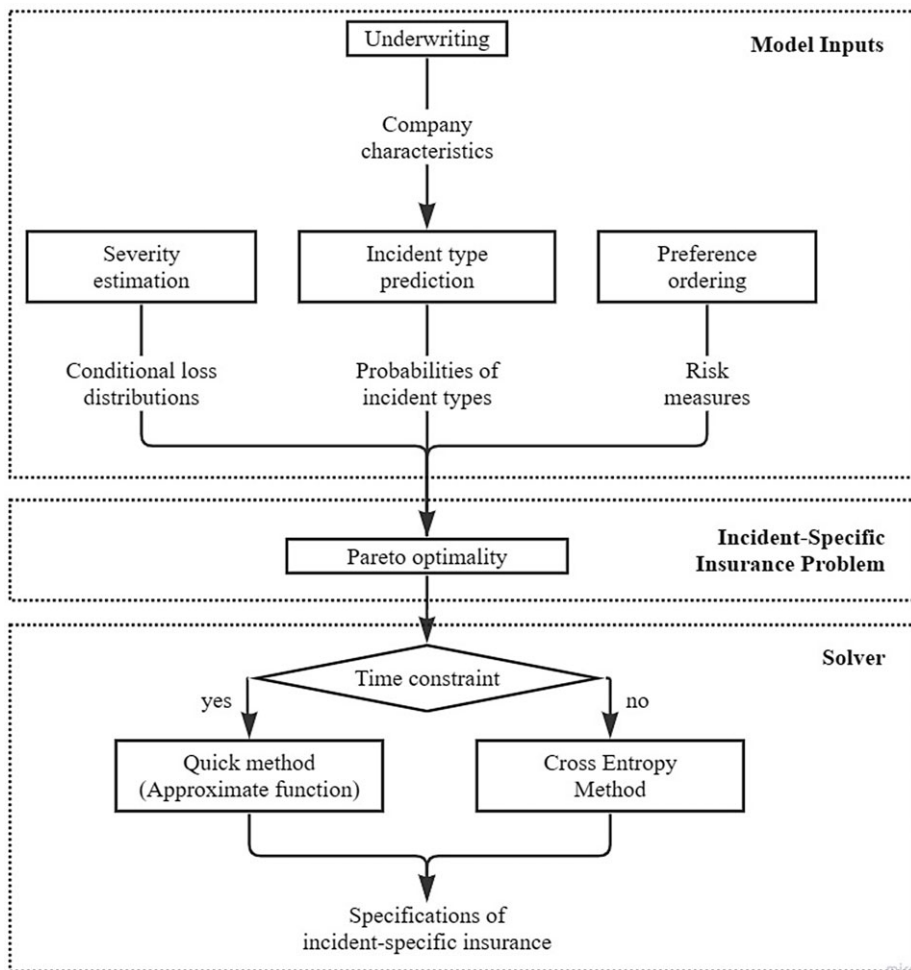 Underwriting
Model Inputs
Company
characteristics
Severity
estimation
Incident type
prediction
Preference
ordering
Conditional loss
distributions
Probabilities of
incident types
Risk
measures
Pareto optimality
Incident-Specific
Insurance Problem
Solver
Time constraint
yes
no
Quick method
(Approximate function)
Cross Entropy
Method
Specifications of
incident-specific insurance